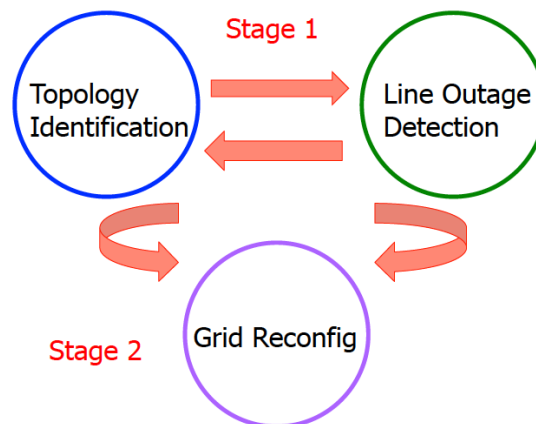 Stage 1
Topology
Identification
Line Outage
Detection
Grid Reconfig
Stage 2